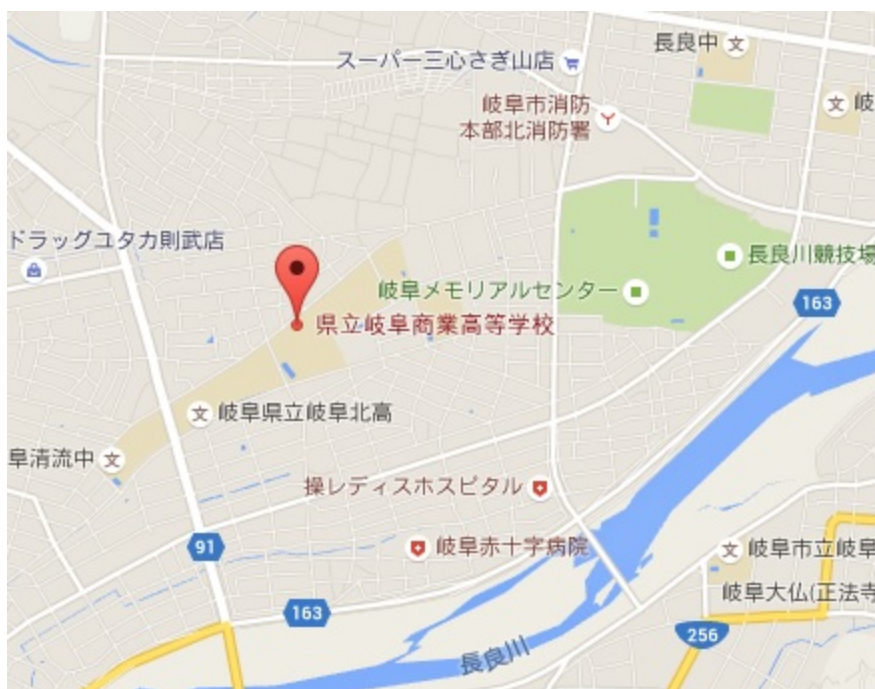 長良中
スーパー三心さぎ山店
岐阜市消防
本部北消防署
岐
ドラッグユタカ則武店
長良川競技場
岐阜メモリアルセンター
163
県立岐阜商業高等学校
岐阜県立岐阜北高
阜清流中
操レディスホスピタル
91
岐阜赤十字病院
岐阜市立岐阜
岐阜大仏(正法寺
163
256
長良川